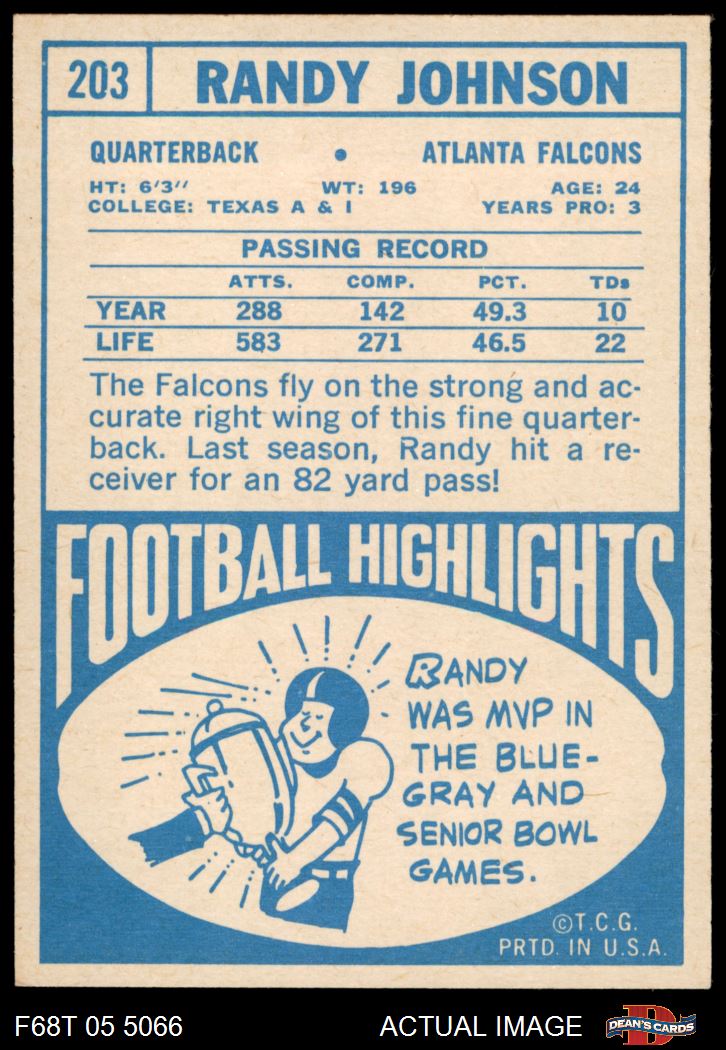 203 RANDY JOHNSON
QUARTERBACK • ATLANTA FALCONS
HT: 6'3'' WT: 196 AGE: 24
COLLEGE: TEXAS A & I YEARS PRO: 3
PASSING RECORD
ATTS. COMP. PCT. TDs
YEAR 288 142 49.3 10
LIFE 583 271 46.5 22
The Falcons fly on the strong and ac-
curate right wing of this fine quarter-
back. Last season, Randy hit a re-
ceiver for an 82 yard pass!
FOOTBALL HIGHLIGHTS
RANDY
WAS MVP IN
THE BLUE-
GRAY AND
SENIOR BOWL
GAMES.
©T.C.G.
PRTD. IN U.S.A.
F68T 05 5066 ACTUAL IMAGE D DEAN'S CARDS